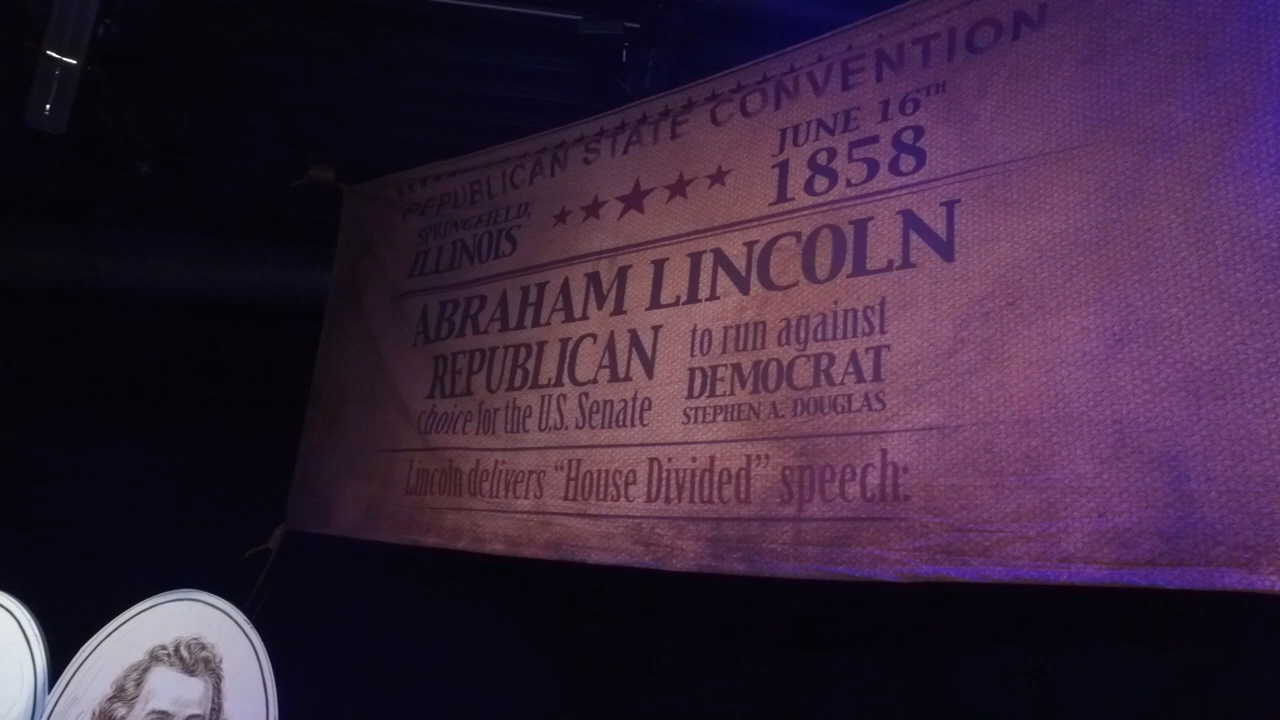 REPUBLICAN STATE CONVENTION
SPRINGFIELD,
ILLINOIS
JUNE 16TH
1858
ABRAHAM LINCOLN
REPUBLICAN
choice for the U.S. Senate
to run against
DEMOCRAT
STEPHEN A. DOUGLAS
Lincoln delivers "House Divided" speech: